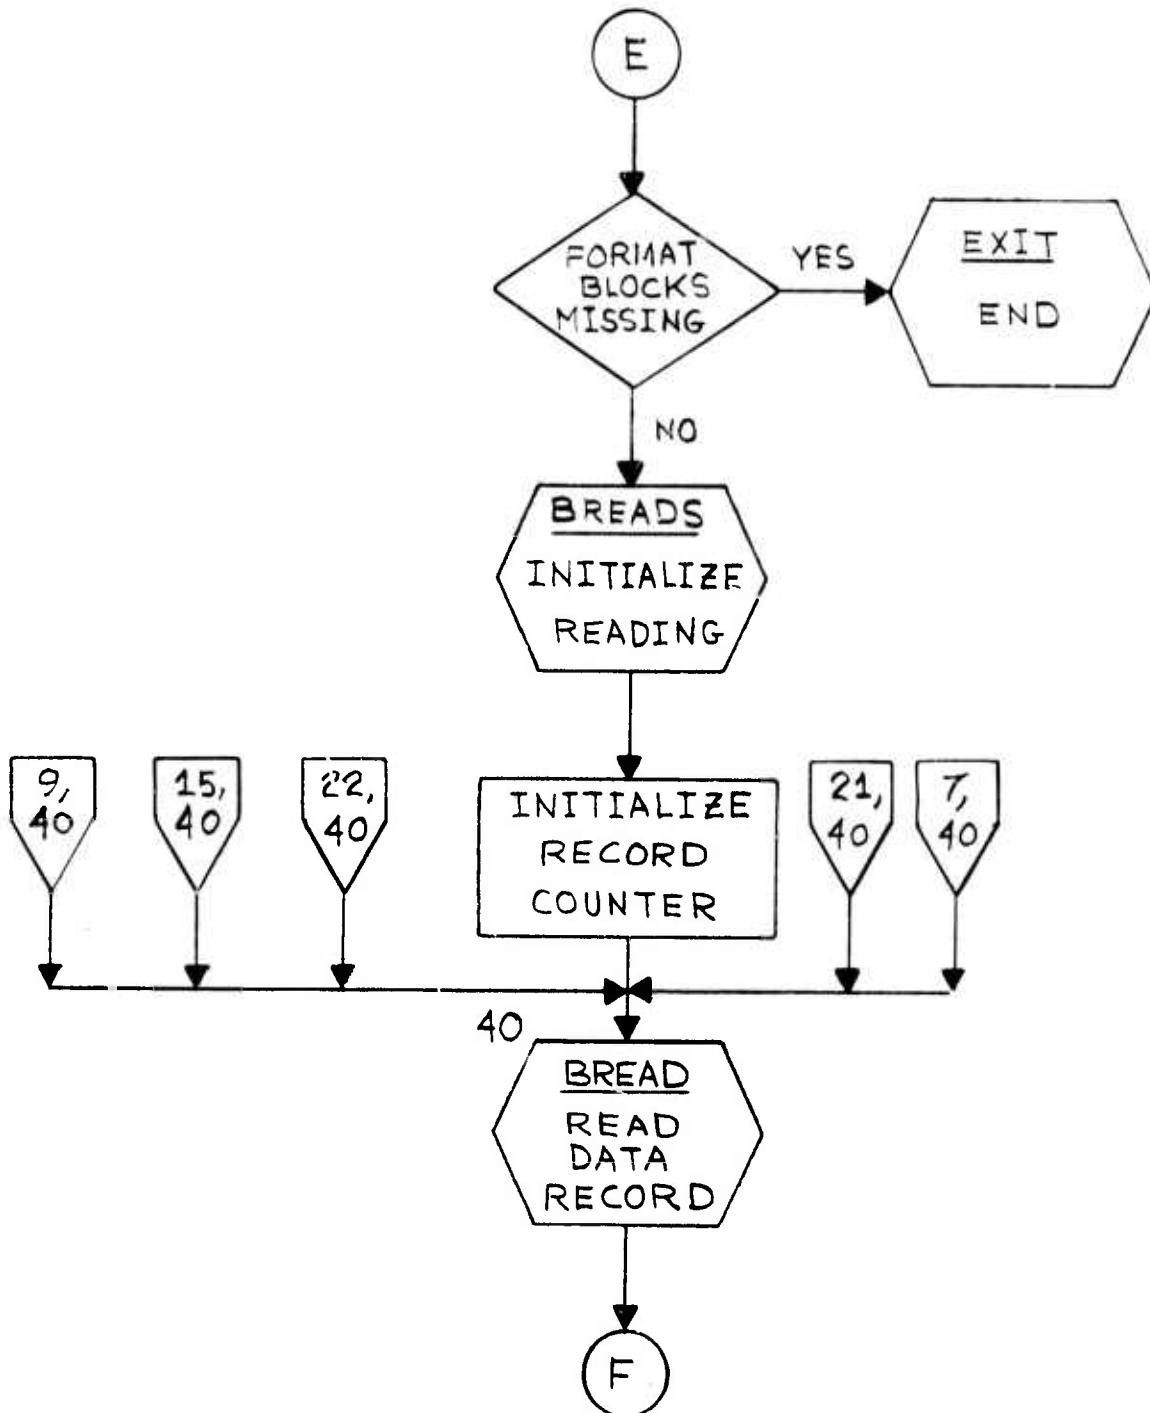 E
FORMAT
BLOCKS
MISSING
YES
EXIT
END
NO
BREADS
INITIALIZE
READING
9,
40
15,
40
22,
40
INITIALIZE
RECORD
COUNTER
21,
40
7,
40
40
BREAD
READ
DATA
RECORD
F